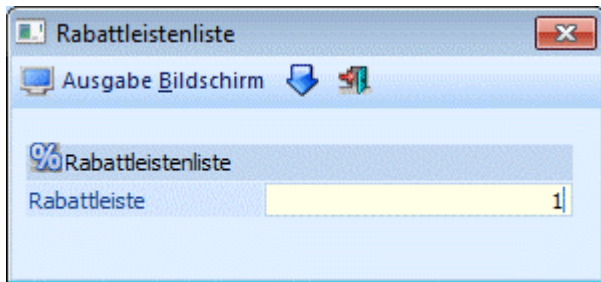 Rabattleistenliste
Ausgabe Bildschirm
% Rabattleistenliste
Rabattleiste 1